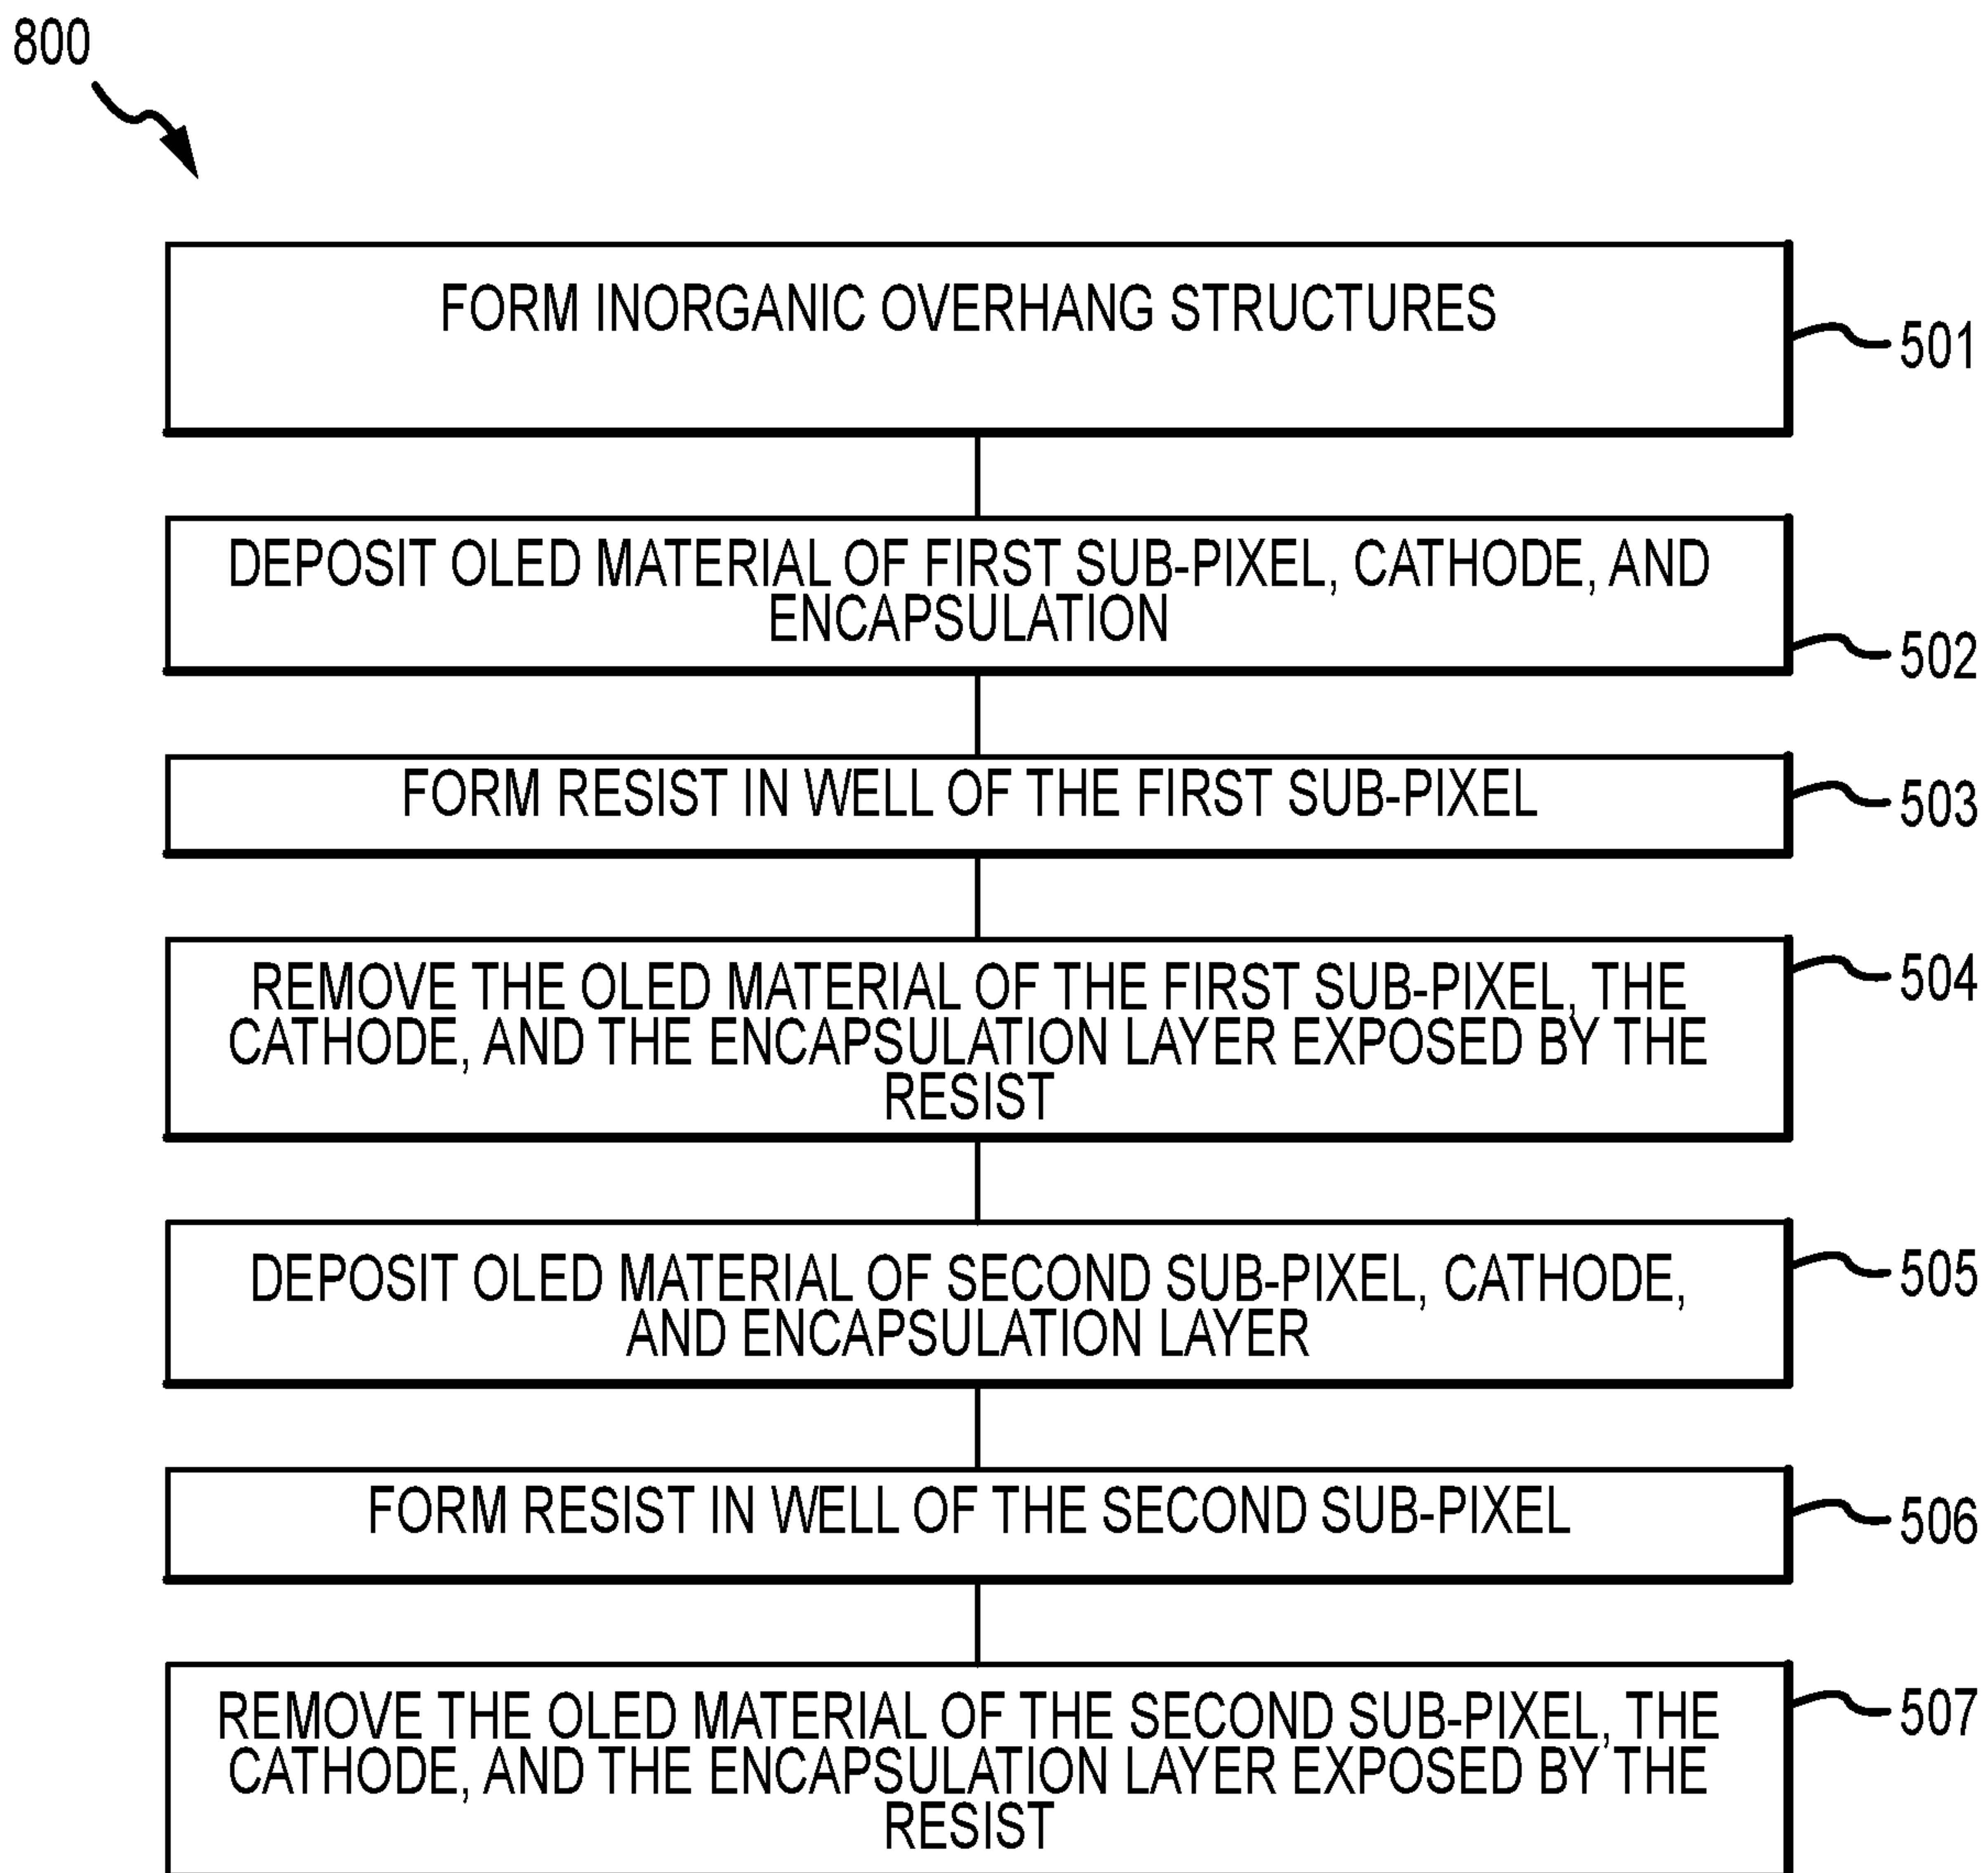 800
FORM INORGANIC OVERHANG STRUCTURES
501
DEPOSIT OLED MATERIAL OF FIRST SUB-PIXEL, CATHODE, AND
ENCAPSULATION
502
FORM RESIST IN WELL OF THE FIRST SUB-PIXEL
503
REMOVE THE OLED MATERIAL OF THE FIRST SUB-PIXEL, THE
CATHODE, AND THE ENCAPSULATION LAYER EXPOSED BY THE
RESIST
504
DEPOSIT OLED MATERIAL OF SECOND SUB-PIXEL, CATHODE,
AND ENCAPSULATION LAYER
505
FORM RESIST IN WELL OF THE SECOND SUB-PIXEL
506
REMOVE THE OLED MATERIAL OF THE SECOND SUB-PIXEL, THE
CATHODE, AND THE ENCAPSULATION LAYER EXPOSED BY THE
RESIST
507